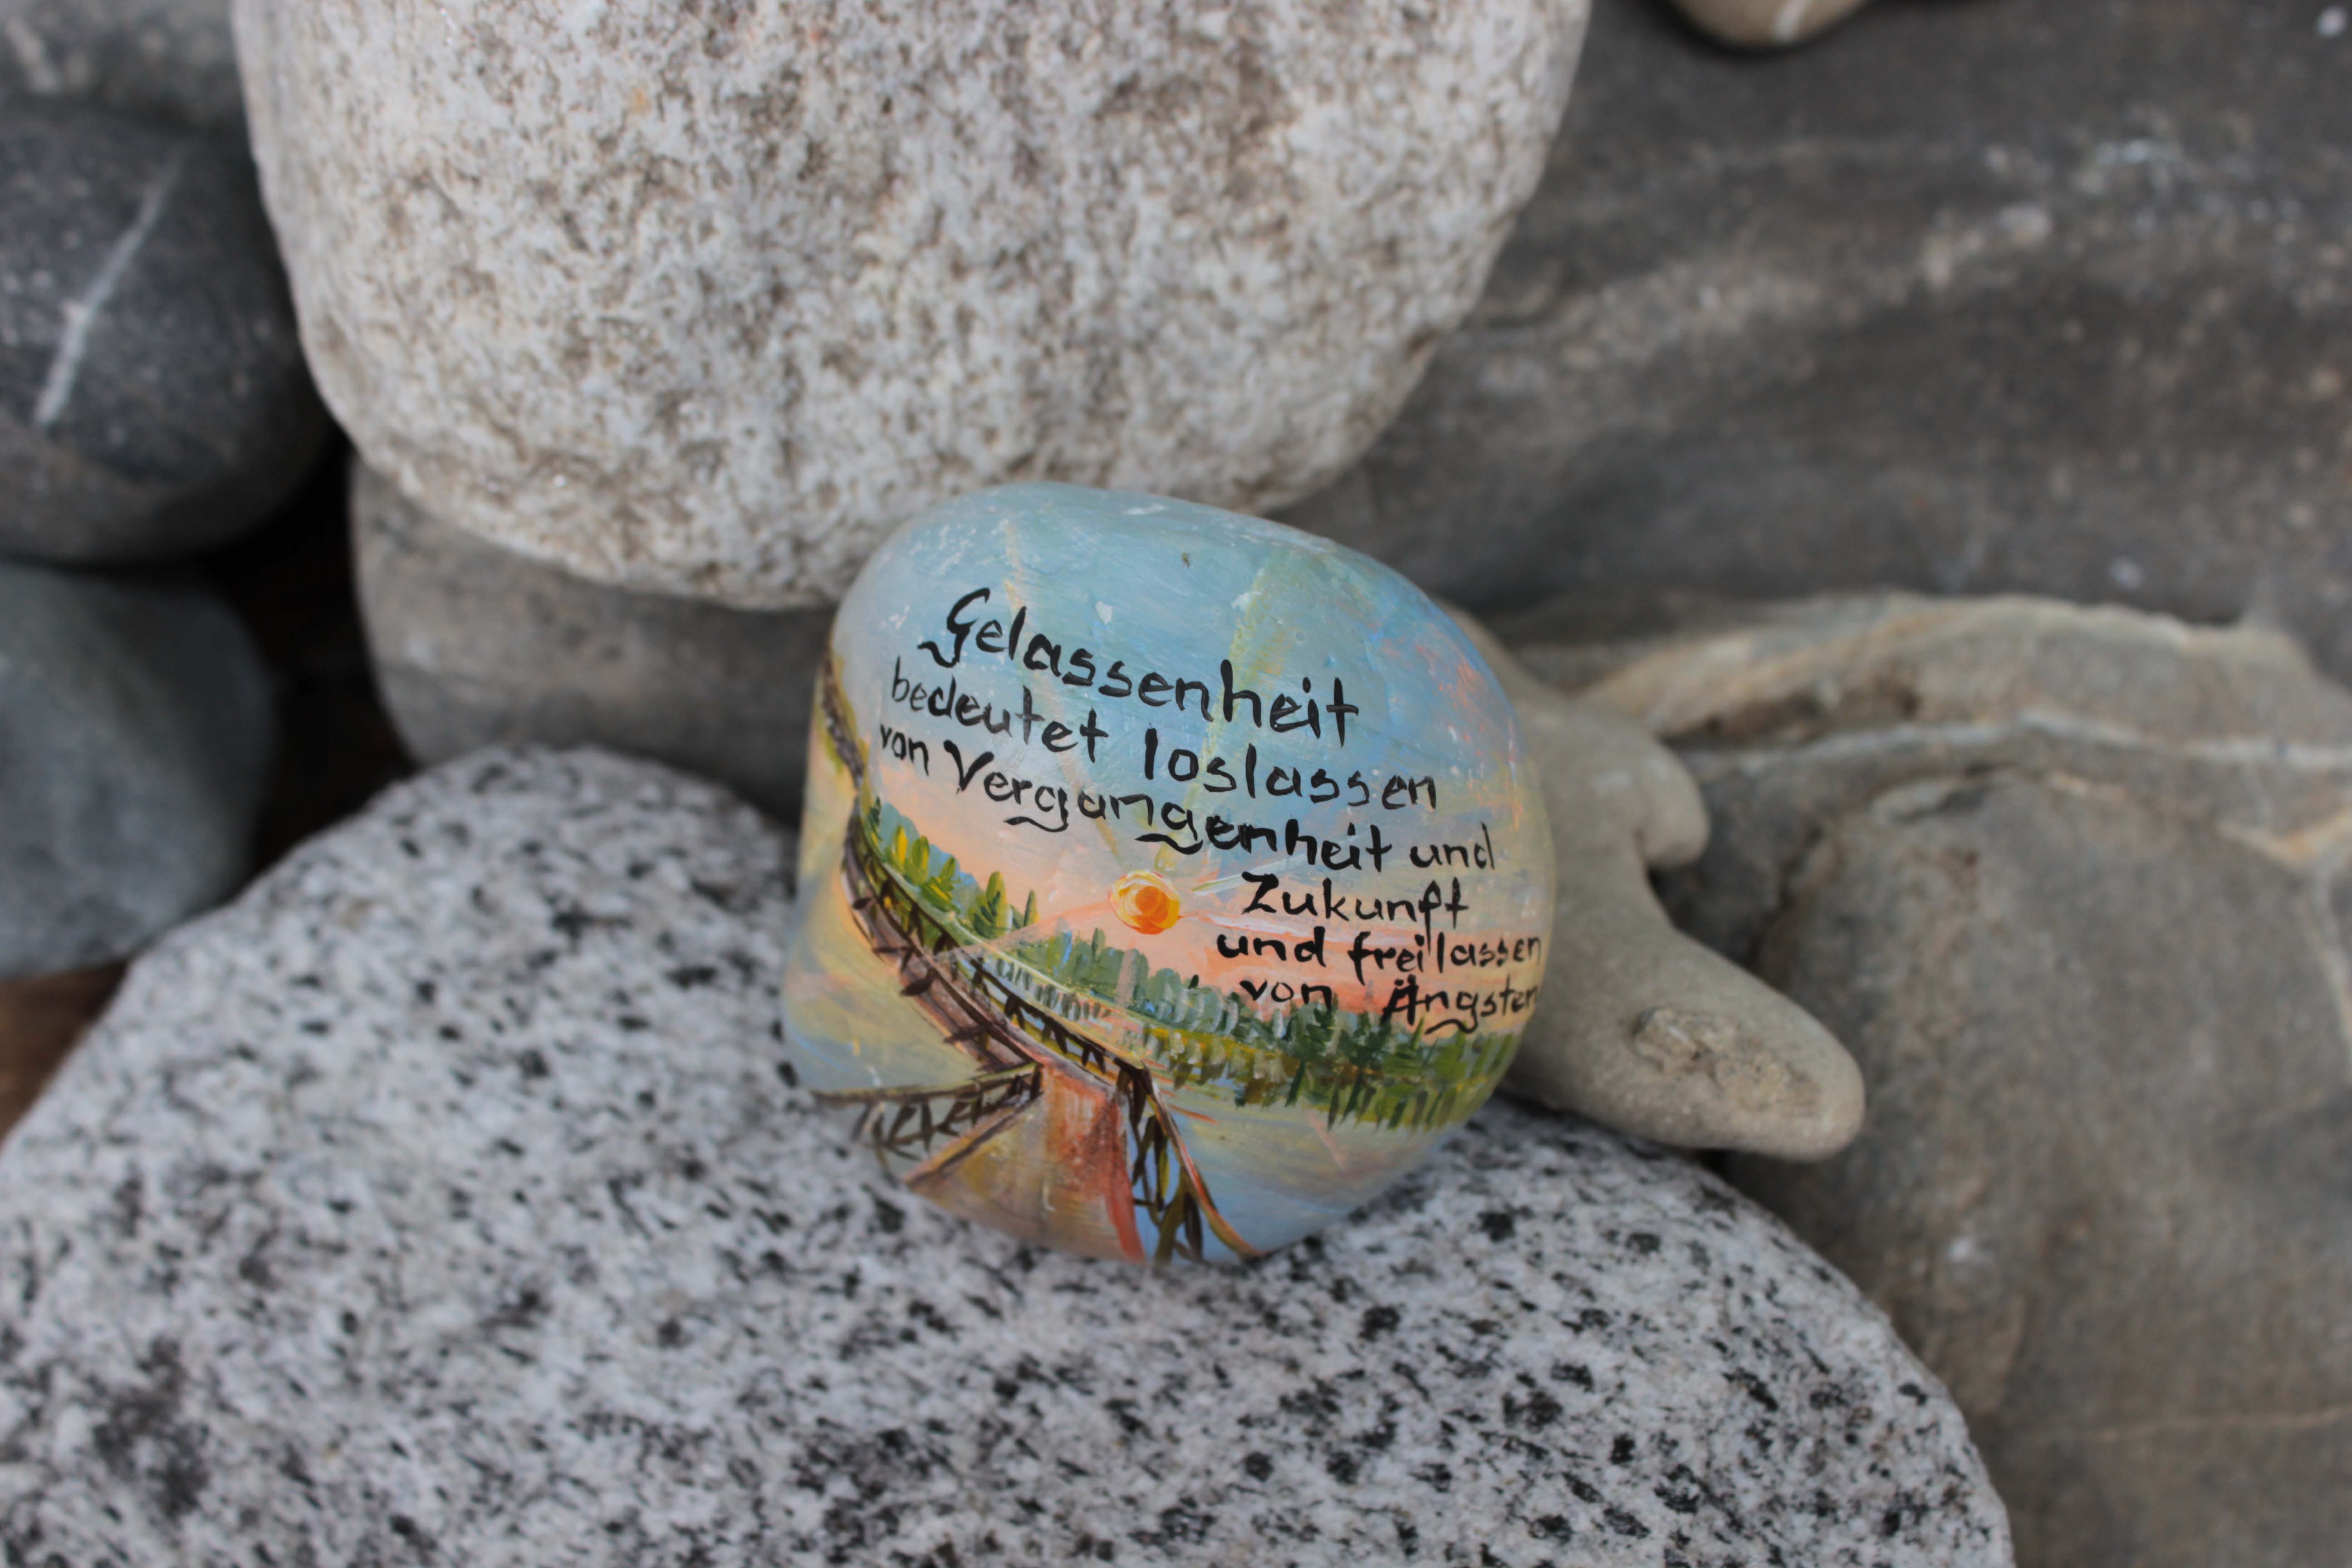 Gelassenheit
bedeutet loslassen
von Vergangenheit und
Zukunft
und freilassen
von Ängsten